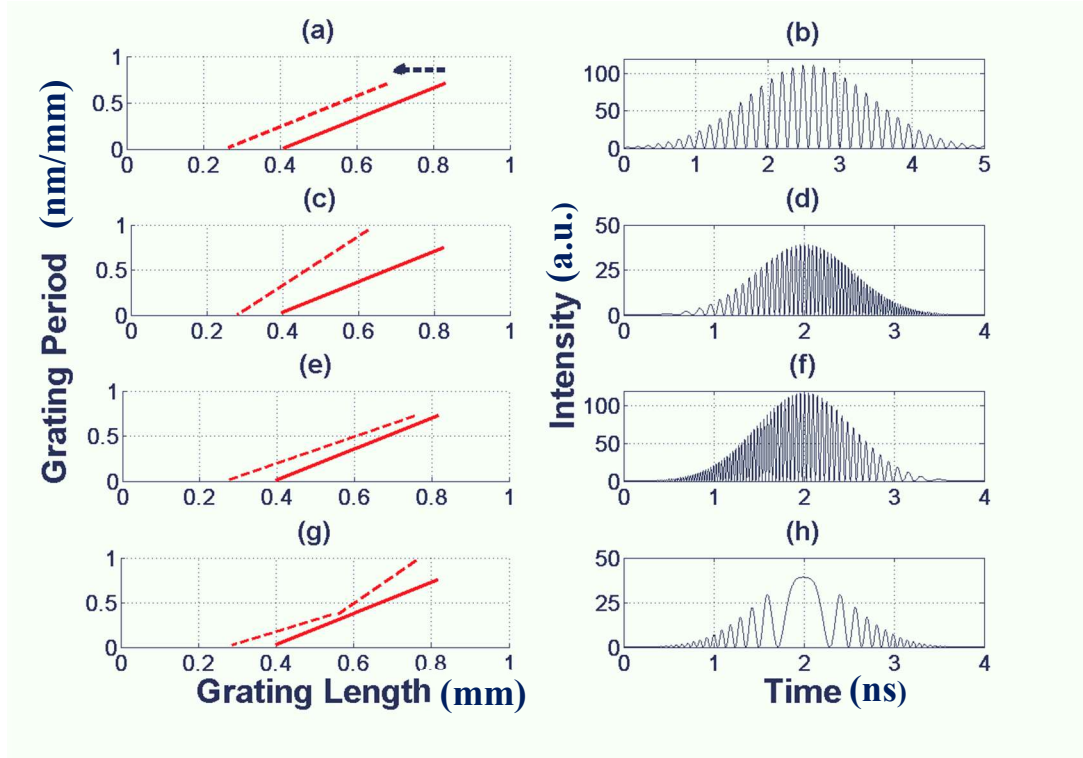 (a)
(b)
1
0.5
0
0 0.2 0.4 0.6 0.8 1
100
50
0
0 1 2 3 4 5
(c)
(d)
1
0.5
0
0 0.2 0.4 0.6 0.8 1
50
25
0
0 1 2 3 4
(e)
(f)
1
0.5
0
0 0.2 0.4 0.6 0.8 1
100
50
0
0 1 2 3 4
(g)
(h)
1
0.5
0
0 0.2 0.4 0.6 0.8 1
50
25
0
0 1 2 3 4
Grating Period (nm/mm)
Intensity (a.u.)
Grating Length (mm)
Time (ns)